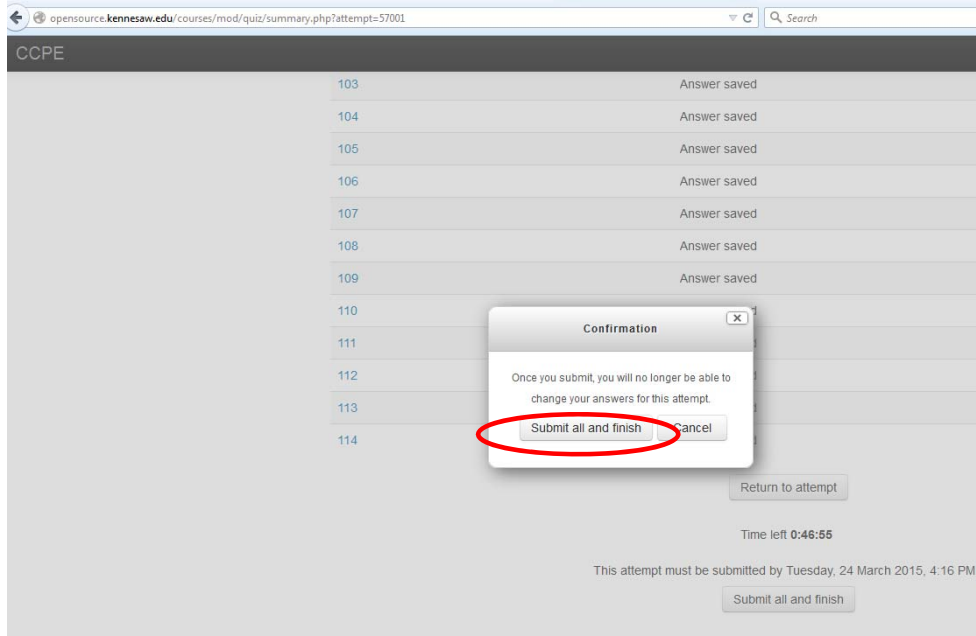 opensource.kennesaw.edu/courses/mod/quiz/summary.php?attempt=57001
Search
CCPE
103 Answer saved
104 Answer saved
105 Answer saved
106 Answer saved
107 Answer saved
108 Answer saved
109 Answer saved
110
111
112
113
114
Confirmation
Once you submit, you will no longer be able to
change your answers for this attempt.
Submit all and finish Cancel
Return to attempt
Time left 0:46:55
This attempt must be submitted by Tuesday, 24 March 2015, 4:16 PM
Submit all and finish